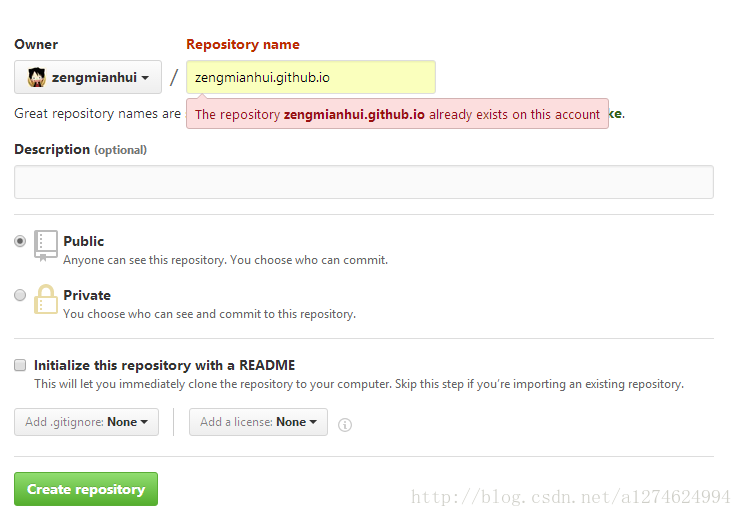 Owner
Repository name
zengmianhui / zengmianhui.github.io
Great repository names are
ke.
The repository zengmianhui.github.io already exists on this account
Description (optional)
Public
Anyone can see this repository. You choose who can commit.
Private
You choose who can see and commit to this repository.
Initialize this repository with a README
This will let you immediately clone the repository to your computer. Skip this step if you're importing an existing repository.
Add .gitignore: None
Add a license: None
Create repository
http://blog.csdn.net/a1274624994